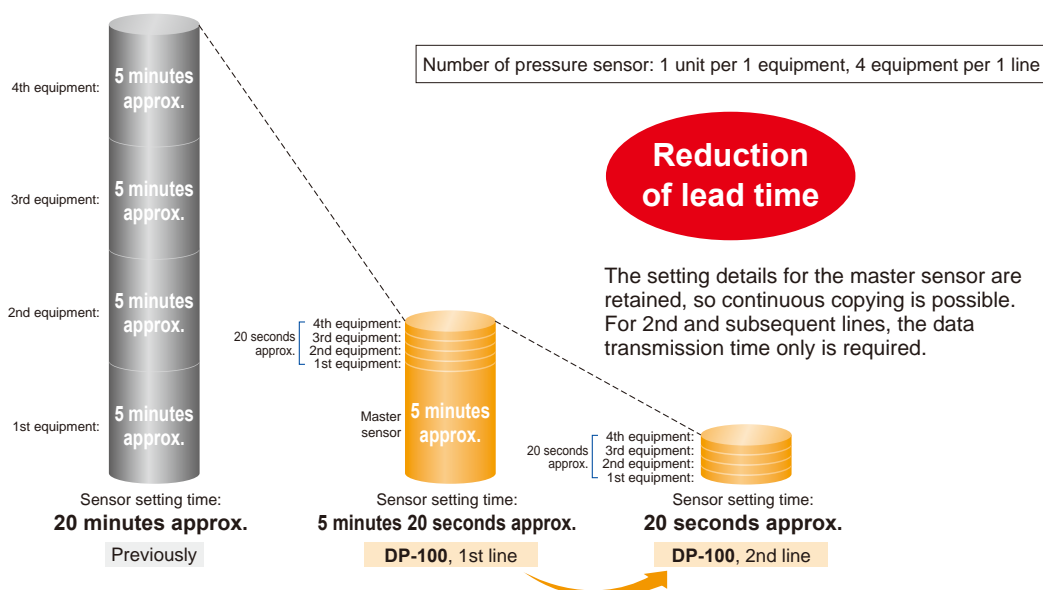 Number of pressure sensor: 1 unit per 1 equipment, 4 equipment per 1 line
Reduction
of lead time
The setting details for the master sensor are
retained, so continuous copying is possible.
For 2nd and subsequent lines, the data
transmission time only is required.
4th equipment:
5 minutes
approx.
3rd equipment:
5 minutes
approx.
2nd equipment:
5 minutes
approx.
1st equipment:
5 minutes
approx.
Sensor setting time:
20 minutes approx.
Previously
20 seconds
approx.
4th equipment:
3rd equipment:
2nd equipment:
1st equipment:
Master
sensor
5 minutes
approx.
Sensor setting time:
5 minutes 20 seconds approx.
DP-100, 1st line
20 seconds
approx.
4th equipment:
3rd equipment:
2nd equipment:
1st equipment:
Sensor setting time:
20 seconds approx.
DP-100, 2nd line